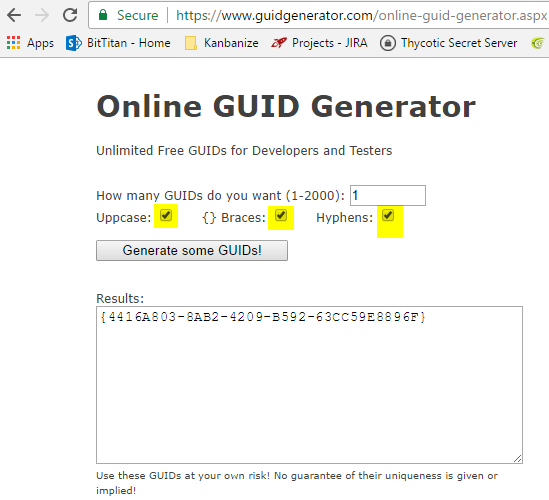 Secure | https://www.guidgenerator.com/online-guid-generator.aspx
Apps BitTitan - Home Kanbanize Projects - JIRA Thycotic Secret Server
Online GUID Generator
Unlimited Free GUIDs for Developers and Testers
How many GUIDs do you want (1-2000): 1
Uppcase: {} Braces: Hyphens:
Generate some GUIDs!
Results:
{4416A803-8AB2-4209-B592-63CC59E8896F}
Use these GUIDs at your own risk! No guarantee of their uniqueness is given or
implied!